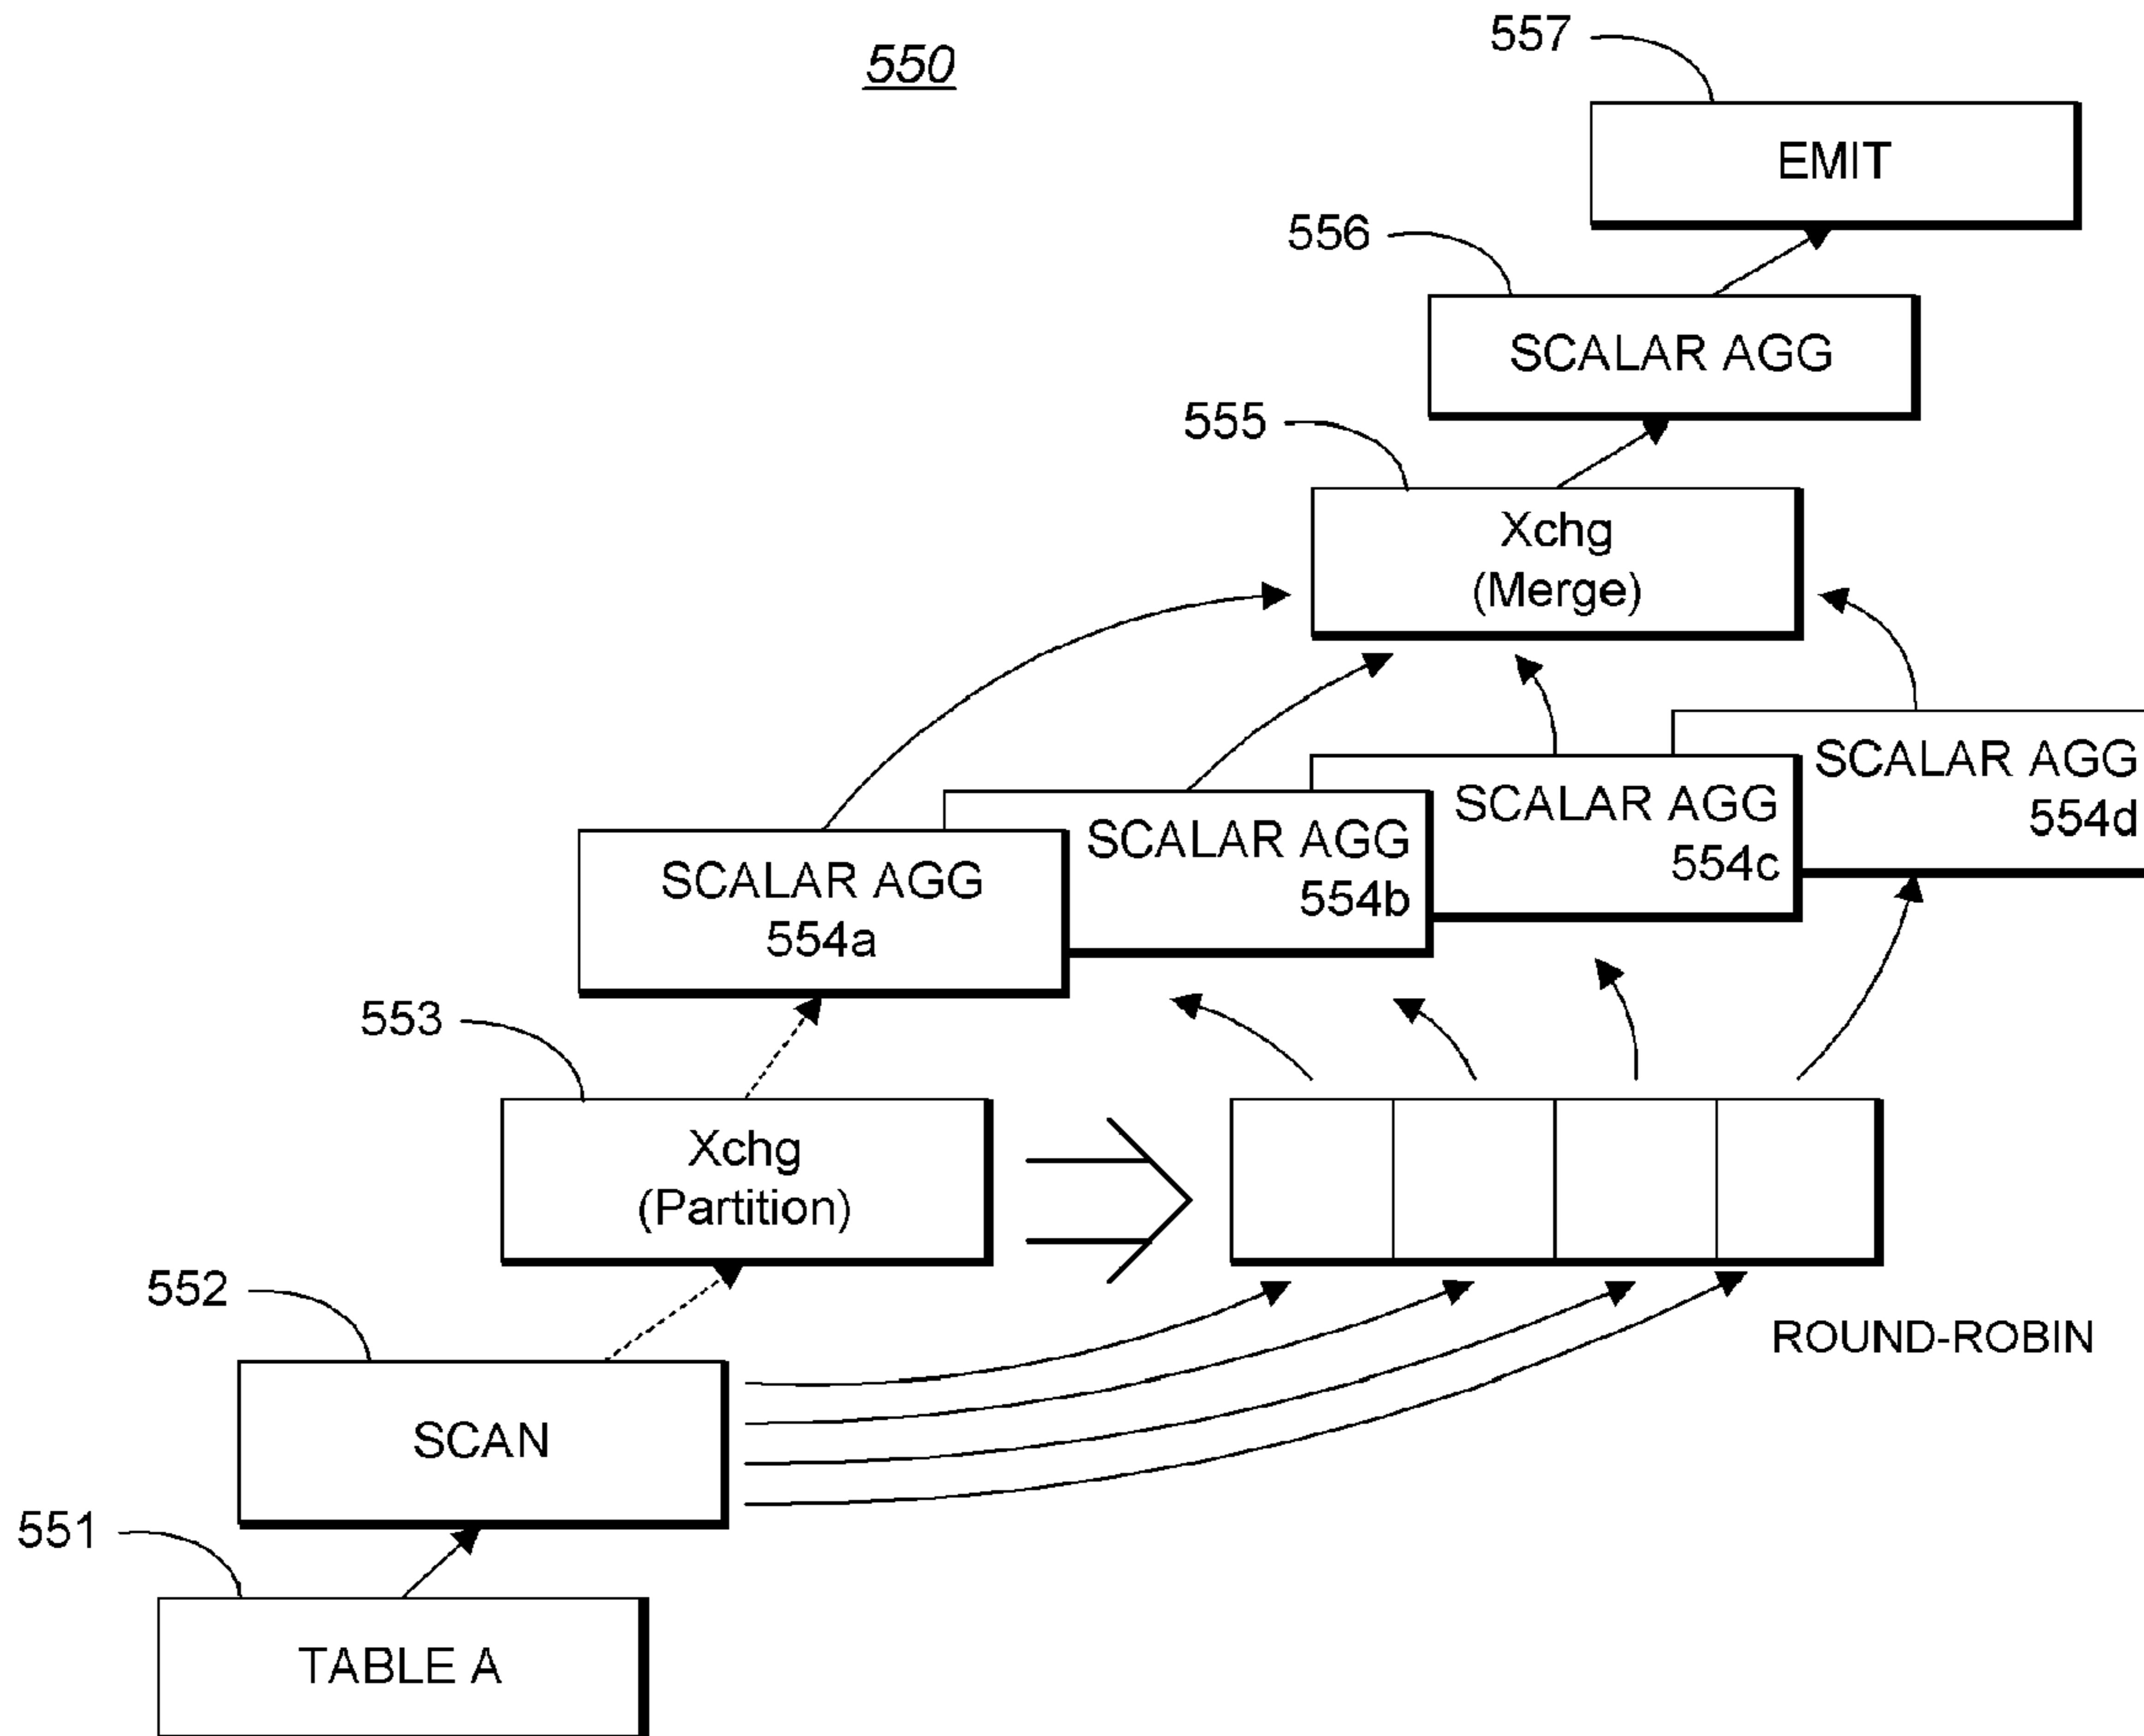 550
557
EMIT
556
SCALAR AGG
555
Xchg
(Merge)
SCALAR AGG
554a
SCALAR AGG
554b
SCALAR AGG
554c
SCALAR AGG
554d
553
Xchg
(Partition)
552
ROUND-ROBIN
SCAN
551
TABLE A